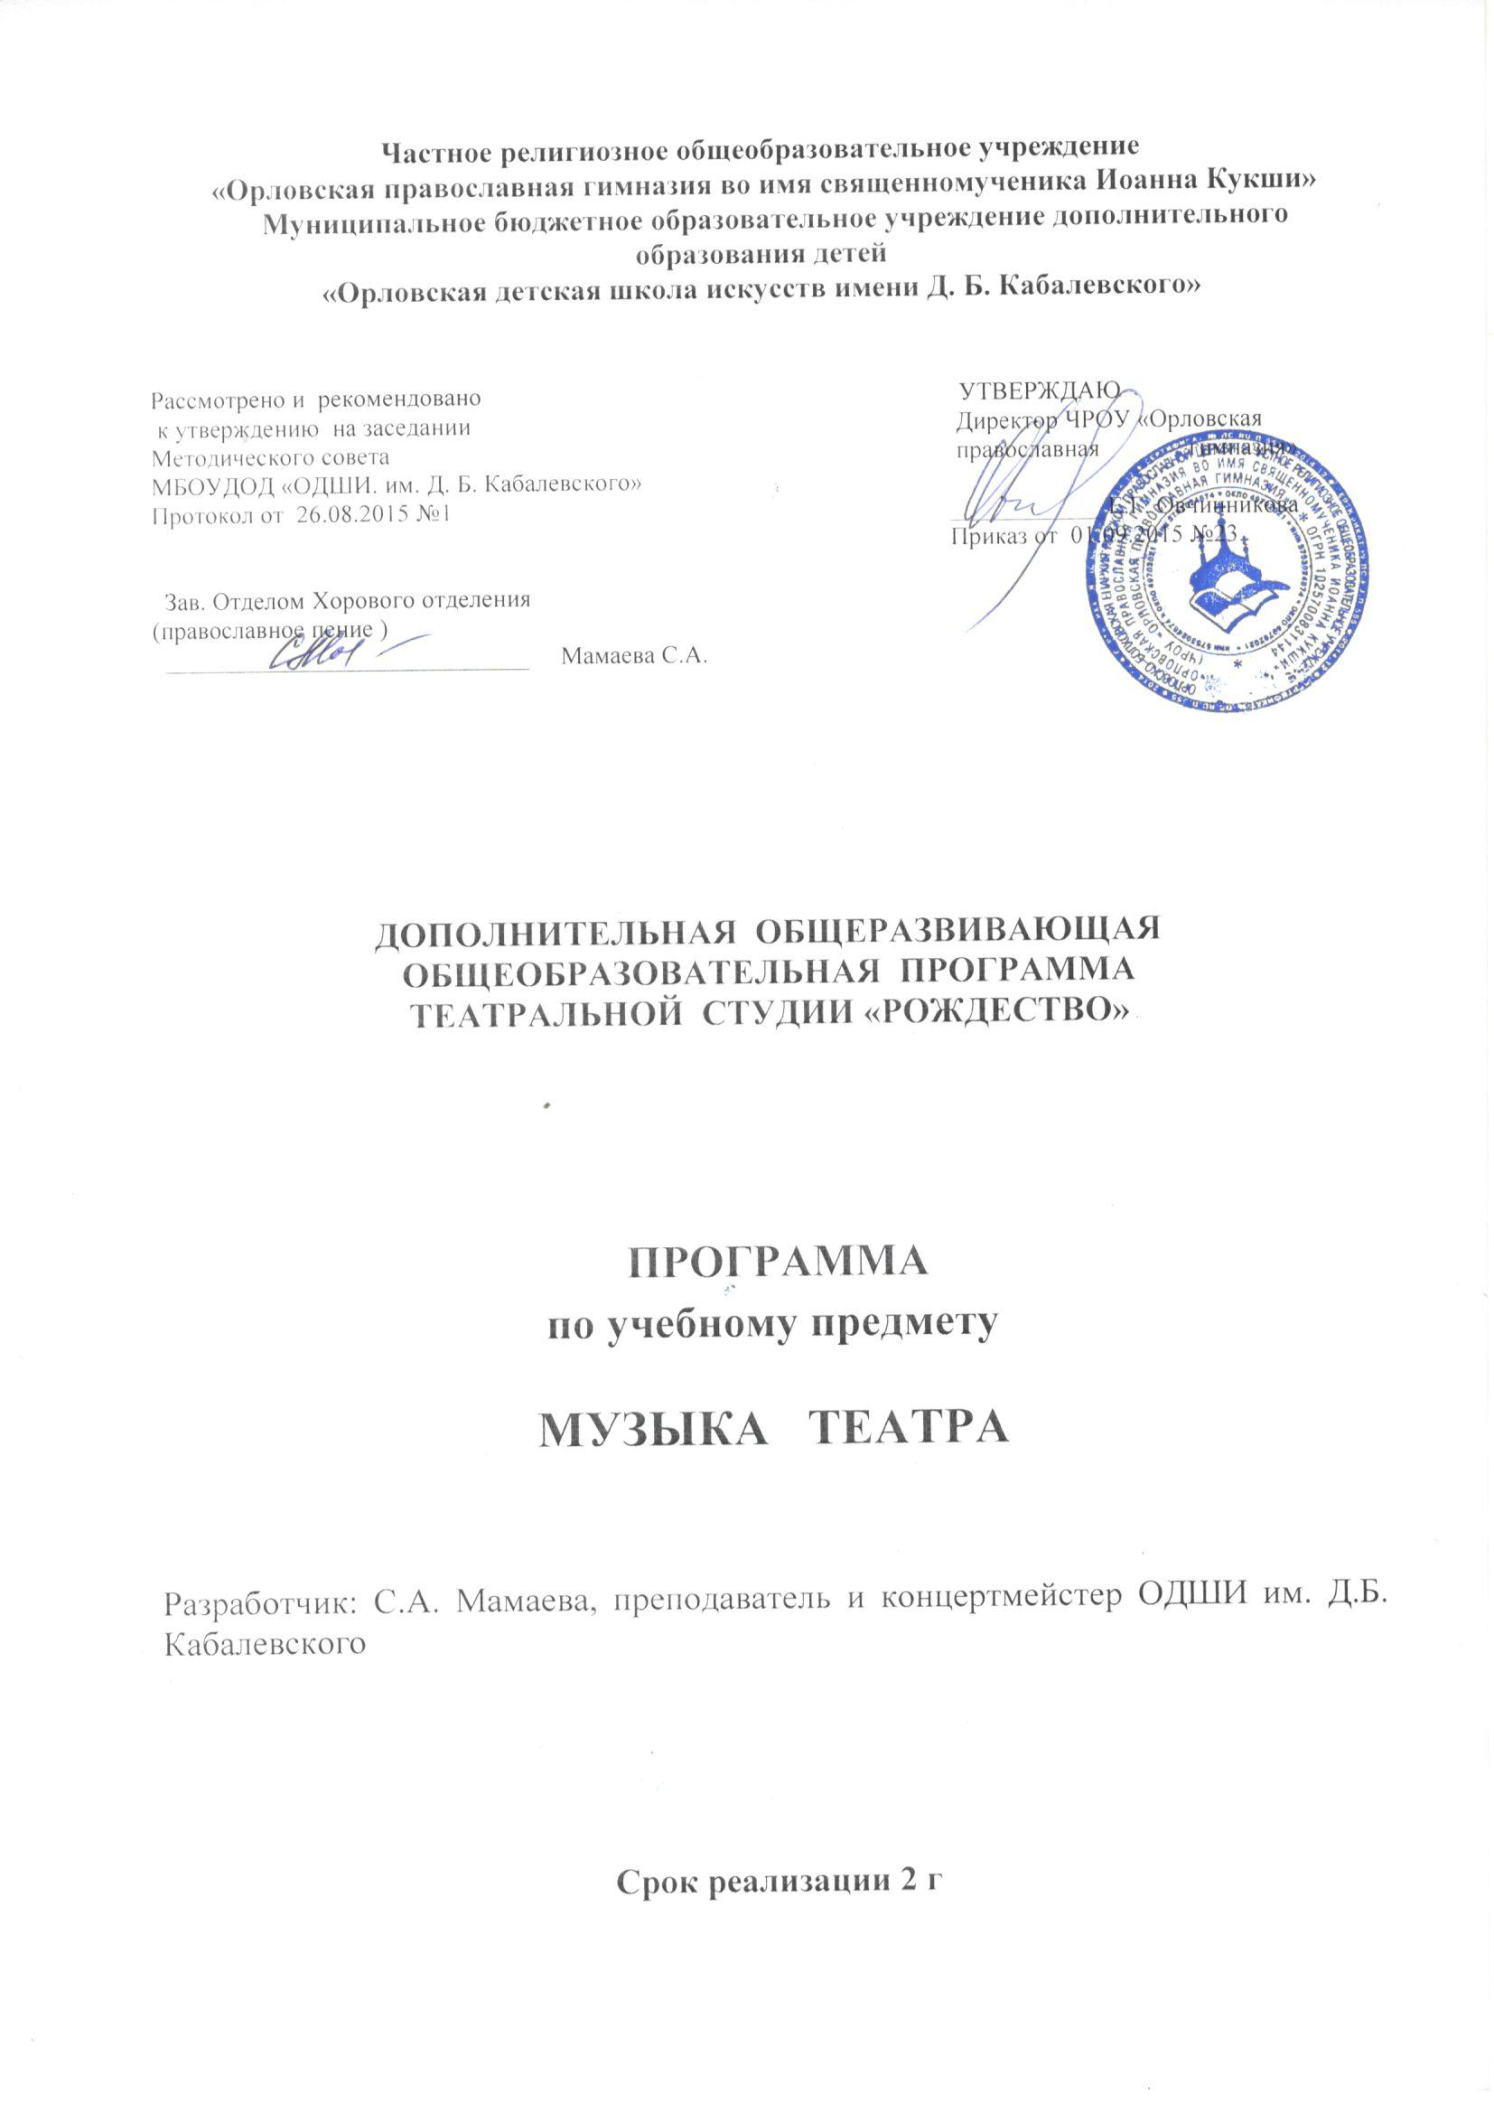 Частное религиозное общеобразовательное учреждение
«Орловская православная гимназия во имя священномученика Иоанна Кукши»
Муниципальное бюджетное образовательное учреждение дополнительного
образования детей
«Орловская детская школа искусств имени Д. Б. Кабалевского»
Рассмотрено и рекомендовано
к утверждению на заседании
Методического совета
МБОУДОД «ОДШИ. им. Д. Б. Кабалевского»
Протокол от 26.08.2015 №1
Зав. Отделом Хорового отделения
(православное пение )
Мамаева С.А.
УТВЕРЖДАЮ
Директор ЧРОУ «Орловская
православная гимназия»
Овчинникова
Приказ от 01.09.2015 №23
ДОПОЛНИТЕЛЬНАЯ ОБЩЕРАЗВИВАЮЩАЯ
ОБЩЕОБРАЗОВАТЕЛЬНАЯ ПРОГРАММА
ТЕАТРАЛЬНОЙ СТУДИИ «РОЖДЕСТВО»
ПРОГРАММА
по учебному предмету
МУЗЫКА ТЕАТРА
Разработчик: С.А. Мамаева, преподаватель и концертмейстер ОДШИ им. Д.Б.
Кабалевского
Срок реализации 2 г